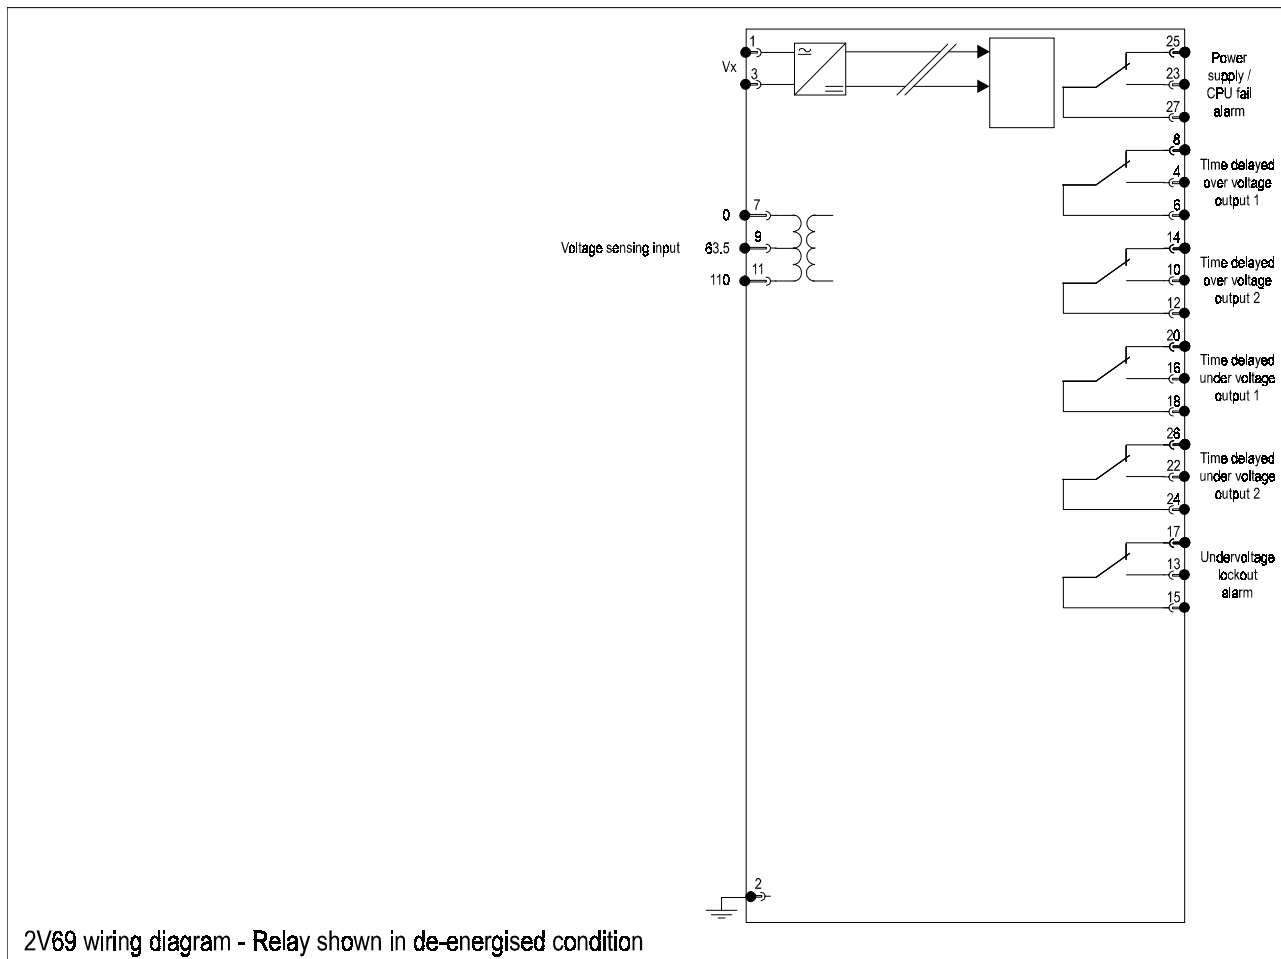 1
Vx
3
25
23
27
Power
supply /
CPU fail
alarm
8
4
6
Time delayed
over voltage
output 1
0
7
Voltage sensing input
63.5
9
110
11
14
10
12
Time delayed
over voltage
output 2
20
16
18
Time delayed
under voltage
output 1
26
22
24
Time delayed
under voltage
output 2
17
13
15
Undervoltage
lockout
alarm
2
2V69 wiring diagram - Relay shown in de-energised condition